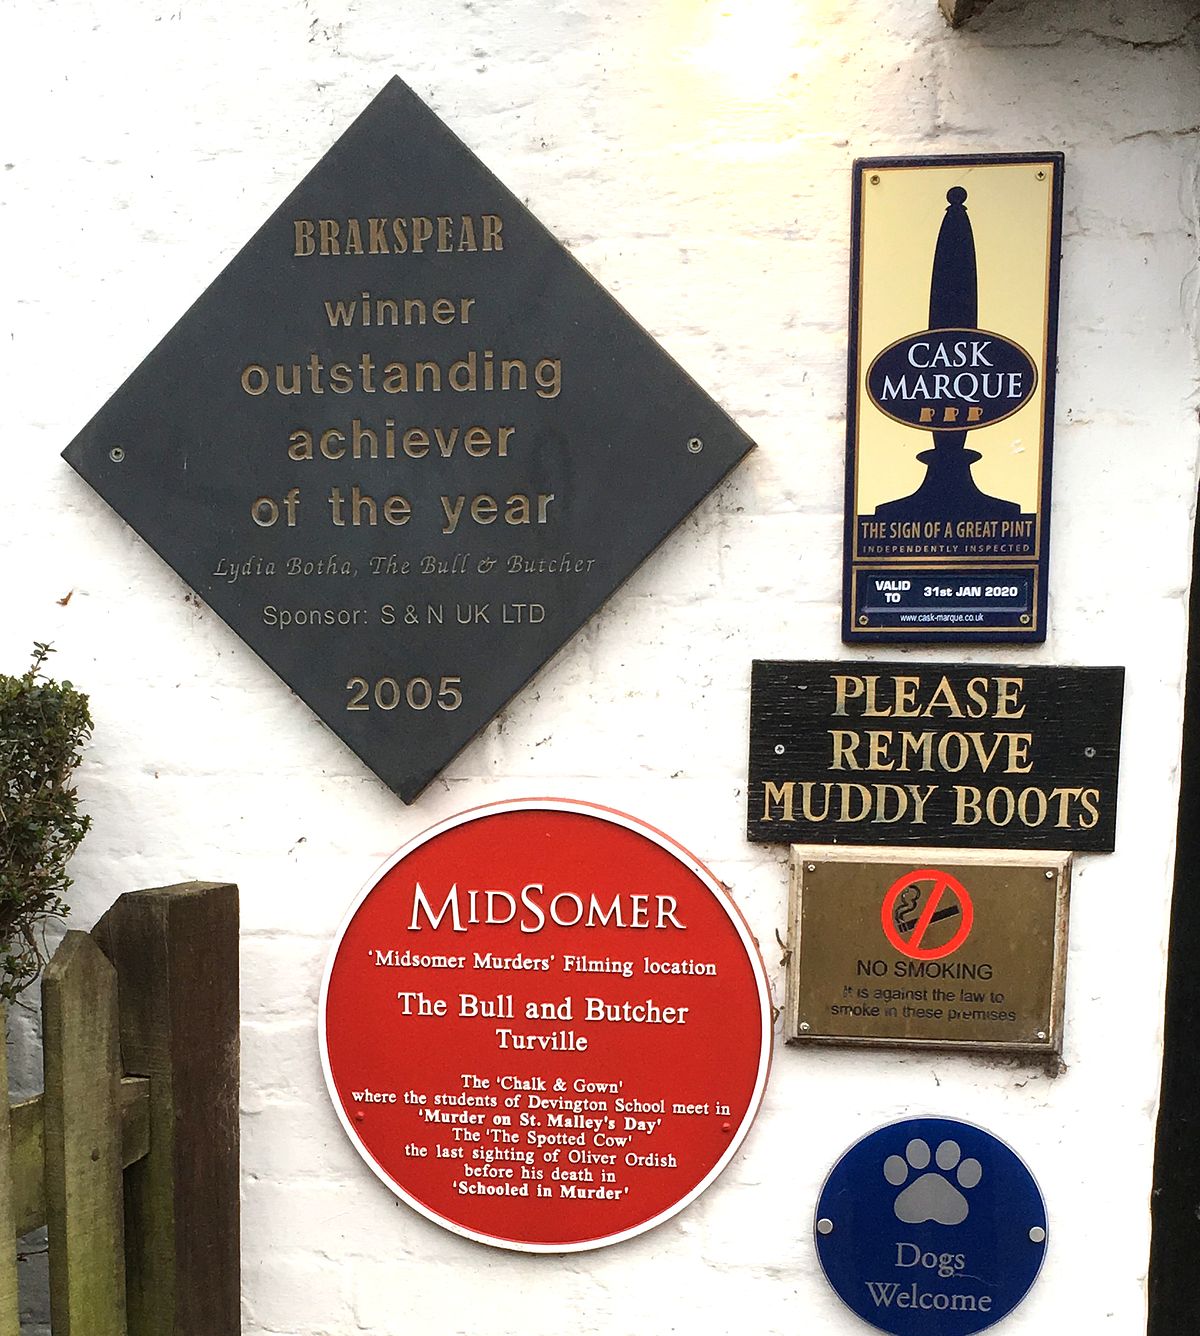 BRAKSPEAR
winner
outstanding
achiever
of the year
Lydia Botha, The Bull & Butcher
Sponsor: S & N UK LTD
2005
CASK
MARQUE
THE SIGN OF A GREAT PINT
INDEPENDENTLY INSPECTED
VALID
TO
31st JAN 2020
www.cask-marque.co.uk
PLEASE
REMOVE
MUDDY BOOTS
MIDSOMER
'Midsomer Murders' Filming location
The Bull and Butcher
Turville
The 'Chalk & Gown'
where the students of Devington School meet in
'Murder on St. Malley's Day'
The 'The Spotted Cow'
the last sighting of Oliver Ordish
before his death in
'Schooled in Murder'
NO SMOKING
It is against the law to
smoke in these premises
Dogs
Welcome